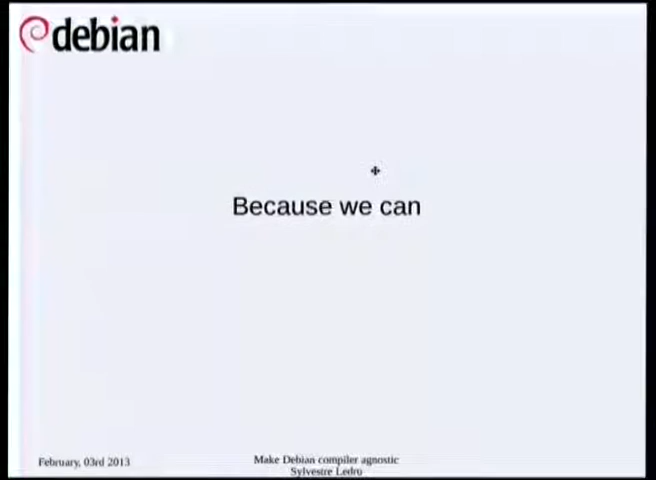 debian
Because we can
February, 03rd 2013
Make Debian compiler agnostic
Sylvestre Ledru